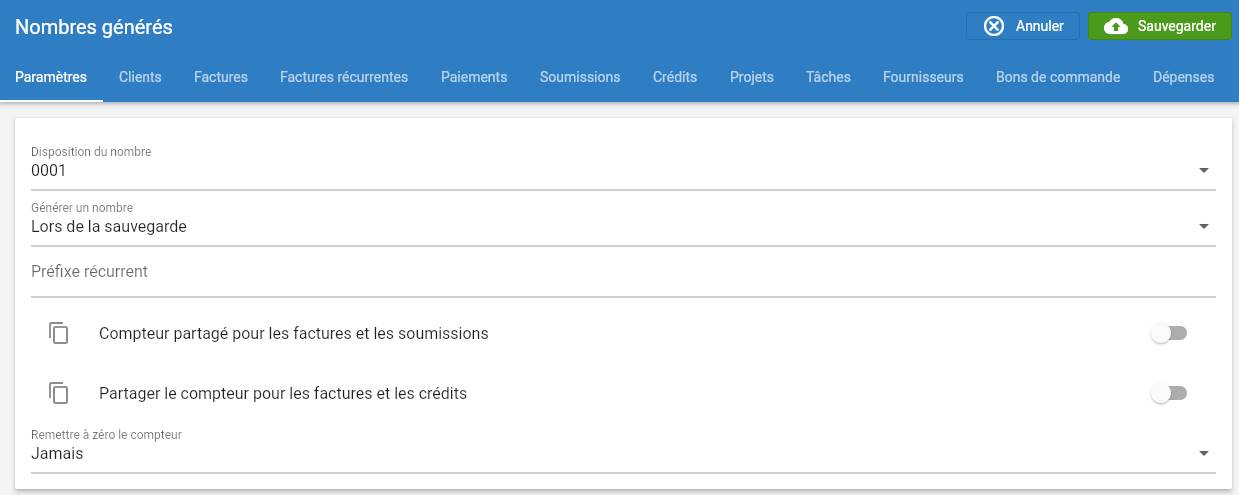 Nombres générés
Annuler
Sauvegarder
Paramètres Clients Factures Factures récurrentes Paiements Soumissions Crédits Projets Tâches Fournisseurs Bons de commande Dépenses
Disposition du nombre
0001
Générer un nombre
Lors de la sauvegarde
Préfixe récurrent
Compteur partagé pour les factures et les soumissions
Partager le compteur pour les factures et les crédits
Remettre à zéro le compteur
Jamais